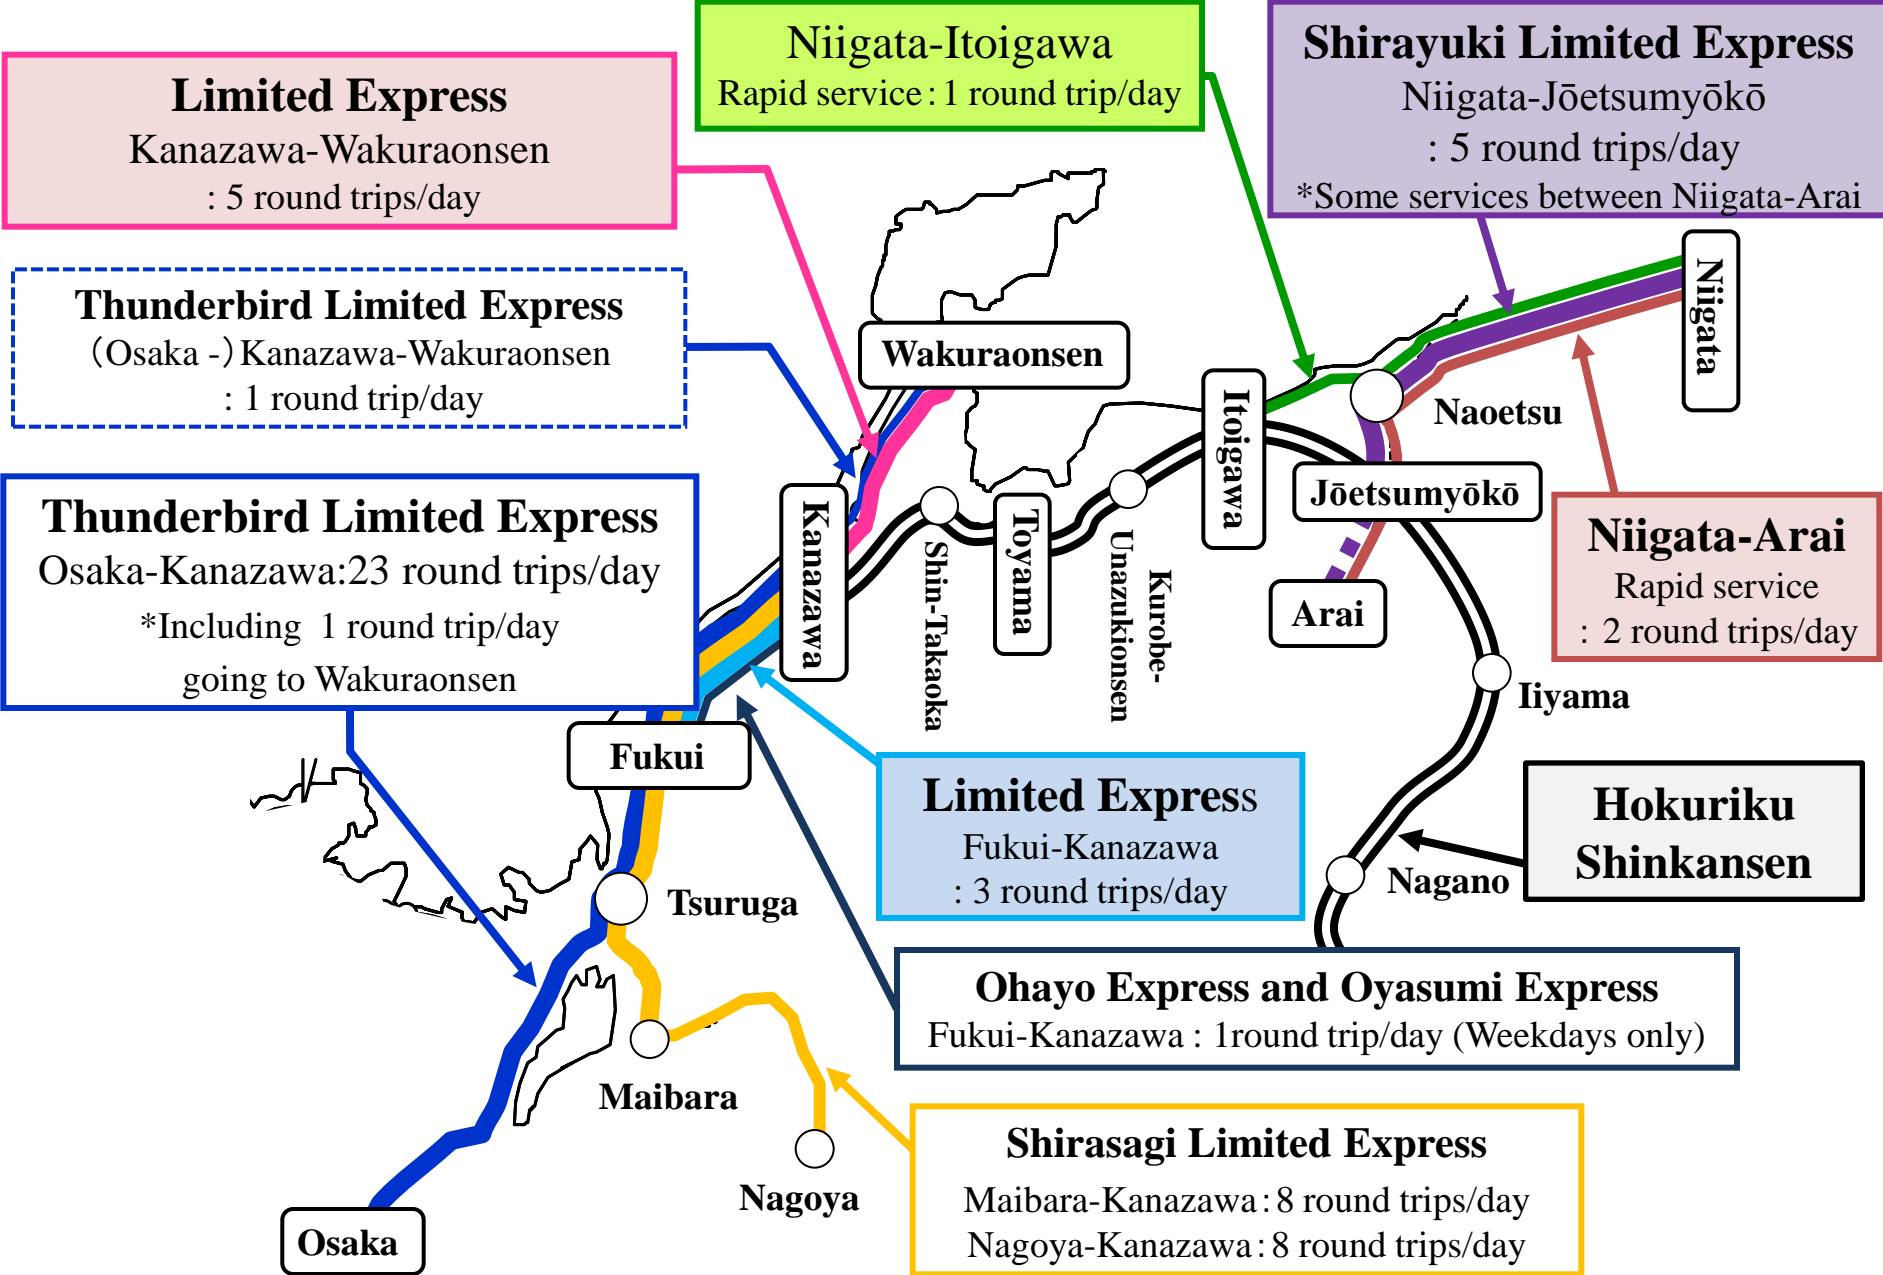 Niigata-Itoigawa
Rapid service：1 round trip/day
Shirayuki Limited Express
Niigata-Jōetsumyōkō
: 5 round trips/day
*Some services between Niigata-Arai
Limited Express
Kanazawa-Wakuraonsen
: 5 round trips/day
Thunderbird Limited Express
（Osaka -）Kanazawa-Wakuraonsen
: 1 round trip/day
Thunderbird Limited Express
Osaka-Kanazawa:23 round trips/day
*Including 1 round trip/day
going to Wakuraonsen
Wakuraonsen
Niigata
Naoetsu
Itoigawa
Jōetsumyōkō
Kanazawa
Shin-Takaoka
Toyama
Kurobe-
Unazukionsen
Arai
Niigata-Arai
Rapid service
: 2 round trips/day
Iiyama
Fukui
Limited Express
Fukui-Kanazawa
: 3 round trips/day
Hokuriku
Shinkansen
Nagano
Tsuruga
Ohayo Express and Oyasumi Express
Fukui-Kanazawa : 1round trip/day (Weekdays only)
Maibara
Nagoya
Shirasagi Limited Express
Maibara-Kanazawa：8 round trips/day
Nagoya-Kanazawa：8 round trips/day
Osaka